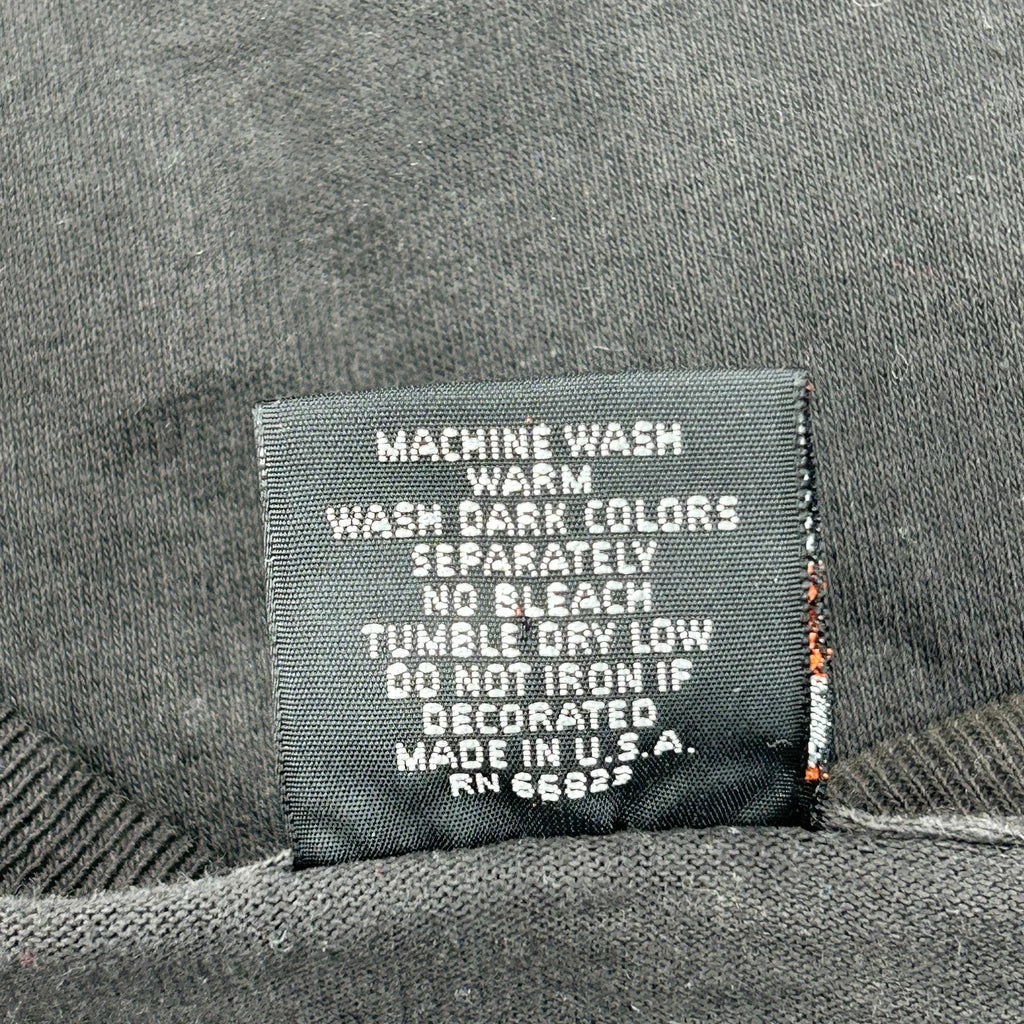 MACHINE WASH
WARM
WASH DARK COLORS
SEPARATELY
NO BLEACH
TUMBLE DRY LOW
DO NOT IRON IF
DECORATED
MADE IN U.S.A.
RN